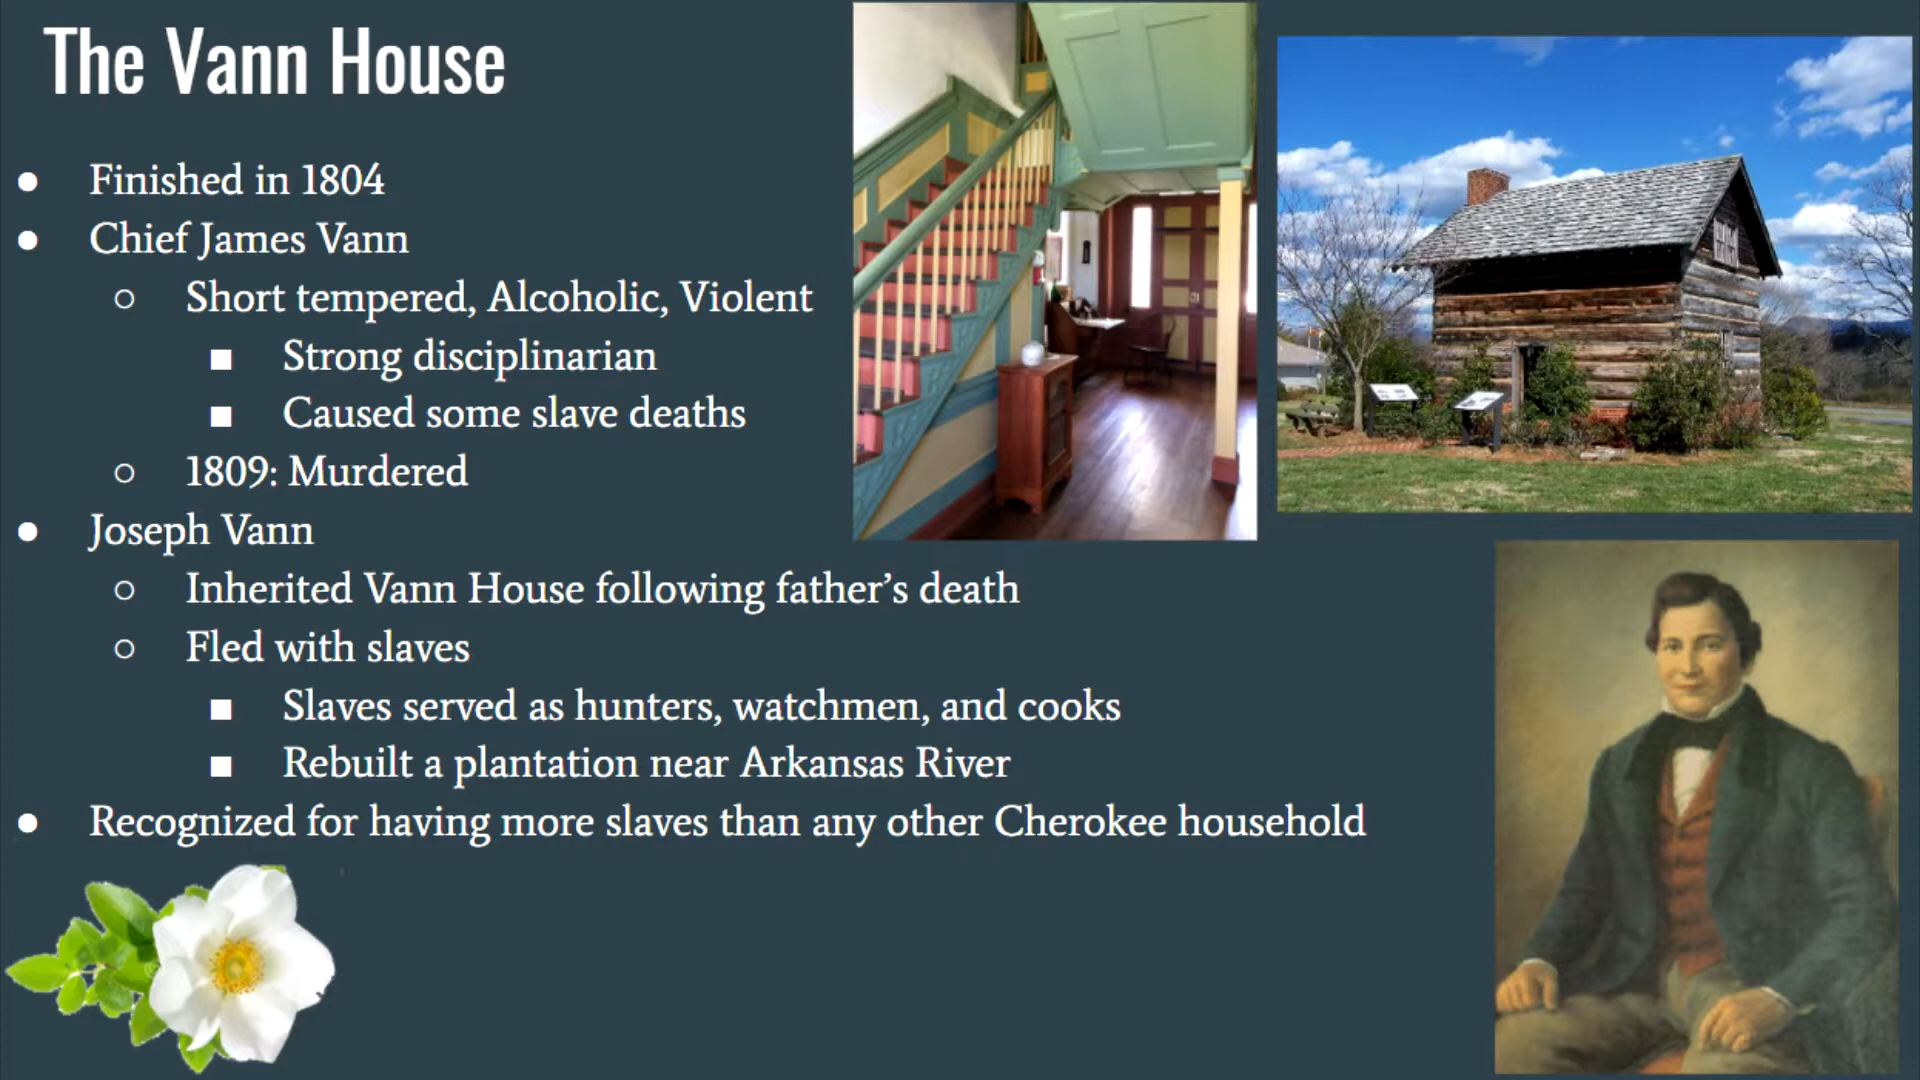 The Vann House
● Finished in 1804
● Chief James Vann
○ Short tempered, Alcoholic, Violent
■ Strong disciplinarian
■ Caused some slave deaths
○ 1809: Murdered
● Joseph Vann
○ Inherited Vann House following father’s death
○ Fled with slaves
■ Slaves served as hunters, watchmen, and cooks
■ Rebuilt a plantation near Arkansas River
● Recognized for having more slaves than any other Cherokee household